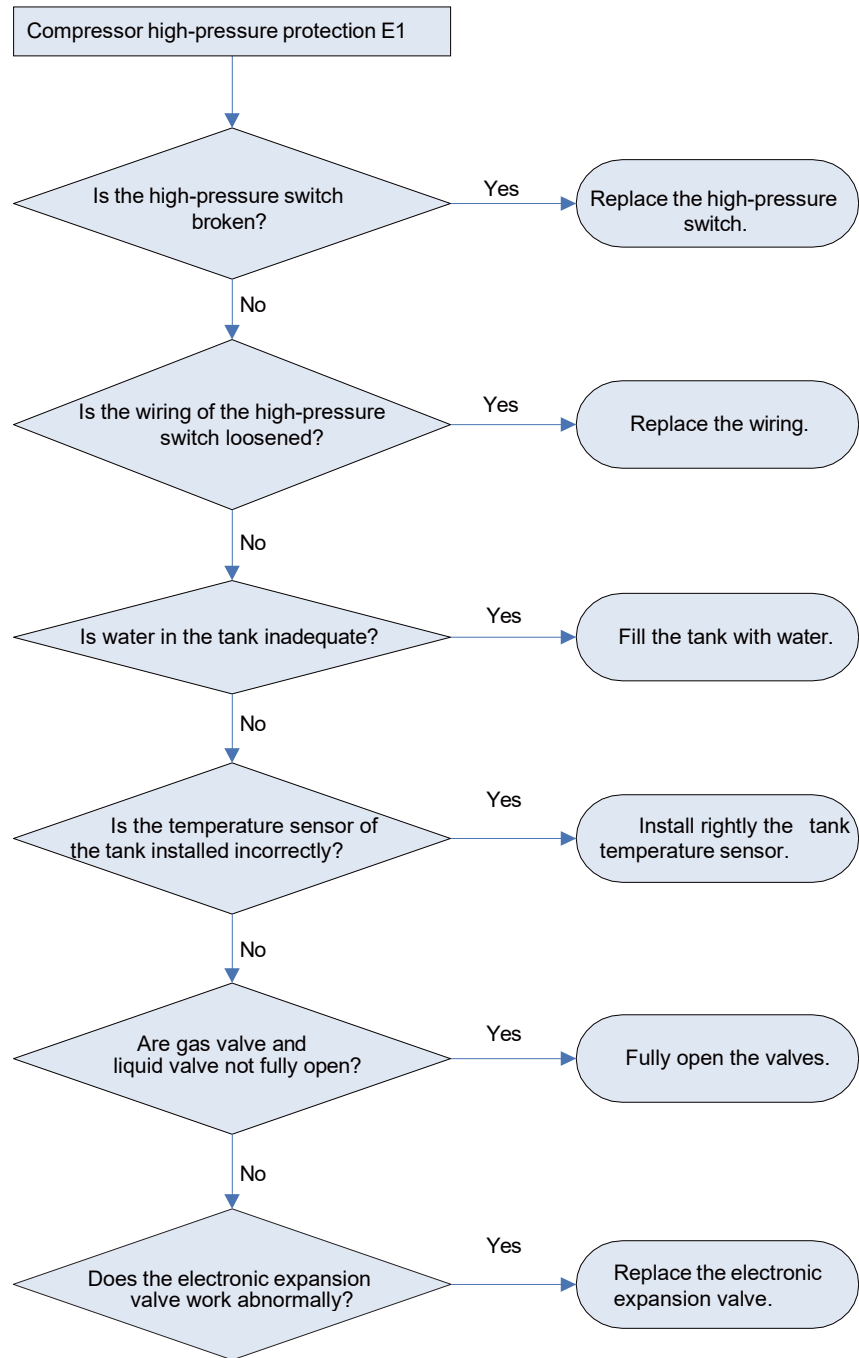 Compressor high-pressure protection E1
Is the high-pressure switch
broken?
Yes
Replace the high-pressure
switch.
No
Is the wiring of the high-pressure
switch loosened?
Yes
Replace the wiring.
No
Is water in the tank inadequate?
Yes
Fill the tank with water.
No
Is the temperature sensor of
the tank installed incorrectly?
Yes
Install rightly the tank
temperature sensor.
No
Are gas valve and
liquid valve not fully open?
Yes
Fully open the valves.
No
Does the electronic expansion
valve work abnormally?
Yes
Replace the electronic
expansion valve.